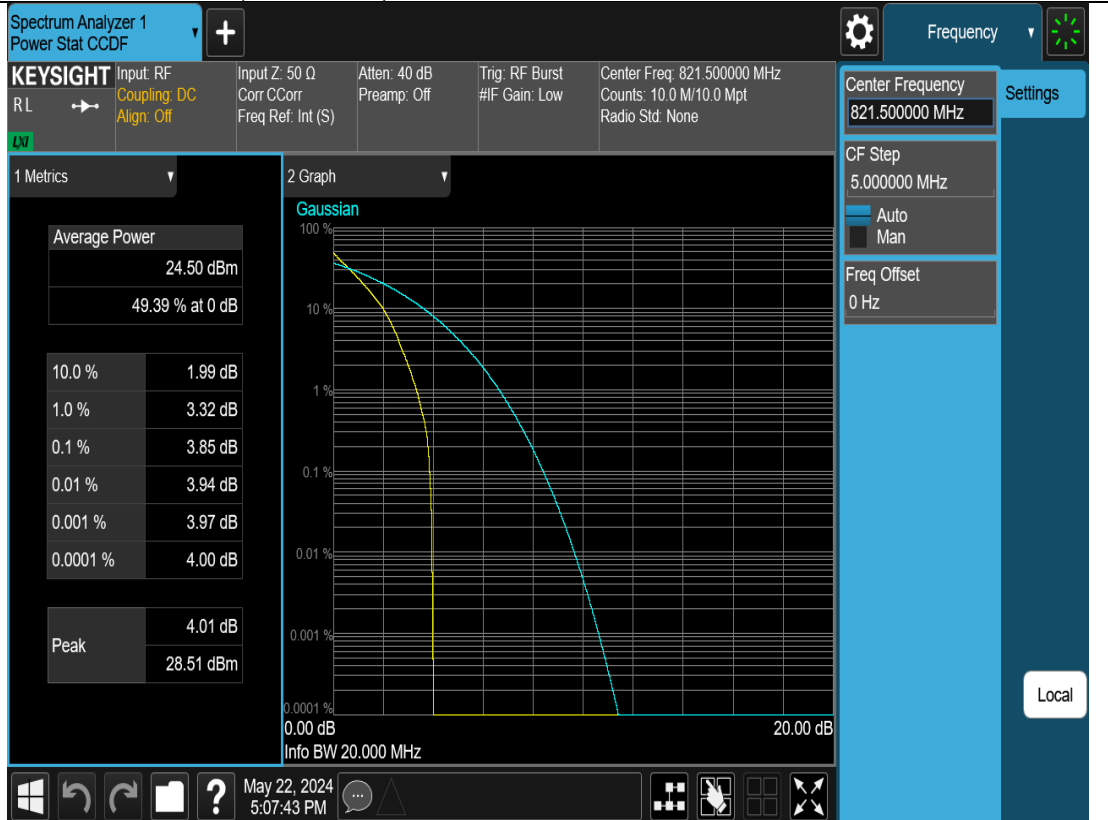 Spectrum Analyzer 1
Power Stat CCDF
+
Frequency
KEYSIGHT
RL
LXI
Input: RF
Coupling: DC
Align: Off
Input Z: 50 Ω
Corr CCorr
Freq Ref: Int (S)
Atten: 40 dB
Preamp: Off
Trig: RF Burst
#IF Gain: Low
Center Freq: 821.500000 MHz
Counts: 10.0 M/10.0 Mpt
Radio Std: None
Center Frequency
821.500000 MHz
Settings
CF Step
5.000000 MHz
Auto
Man
Freq Offset
0 Hz
1 Metrics
Average Power
24.50 dBm
49.39 % at 0 dB
10.0 % 1.99 dB
1.0 % 3.32 dB
0.1 % 3.85 dB
0.01 % 3.94 dB
0.001 % 3.97 dB
0.0001 % 4.00 dB
Peak
4.01 dB
28.51 dBm
2 Graph
Gaussian
100 %
10 %
1 %
0.1 %
0.01 %
0.001 %
0.0001 %
0.00 dB
20.00 dB
Info BW 20.000 MHz
Local
?
May 22, 2024
5:07:43 PM